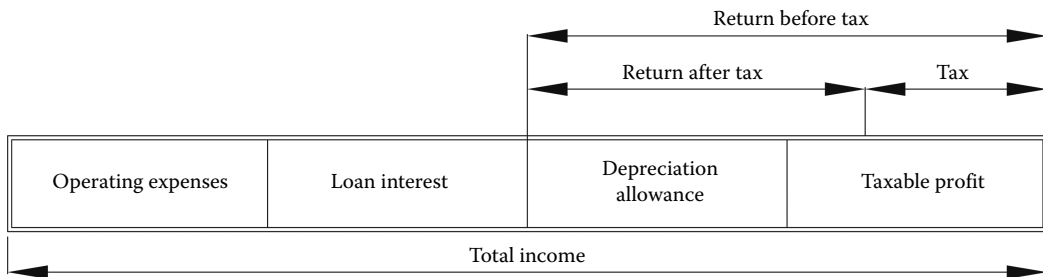 Return before tax
Return after tax
Tax
Operating expenses
Loan interest
Depreciation
allowance
Taxable profit
Total income